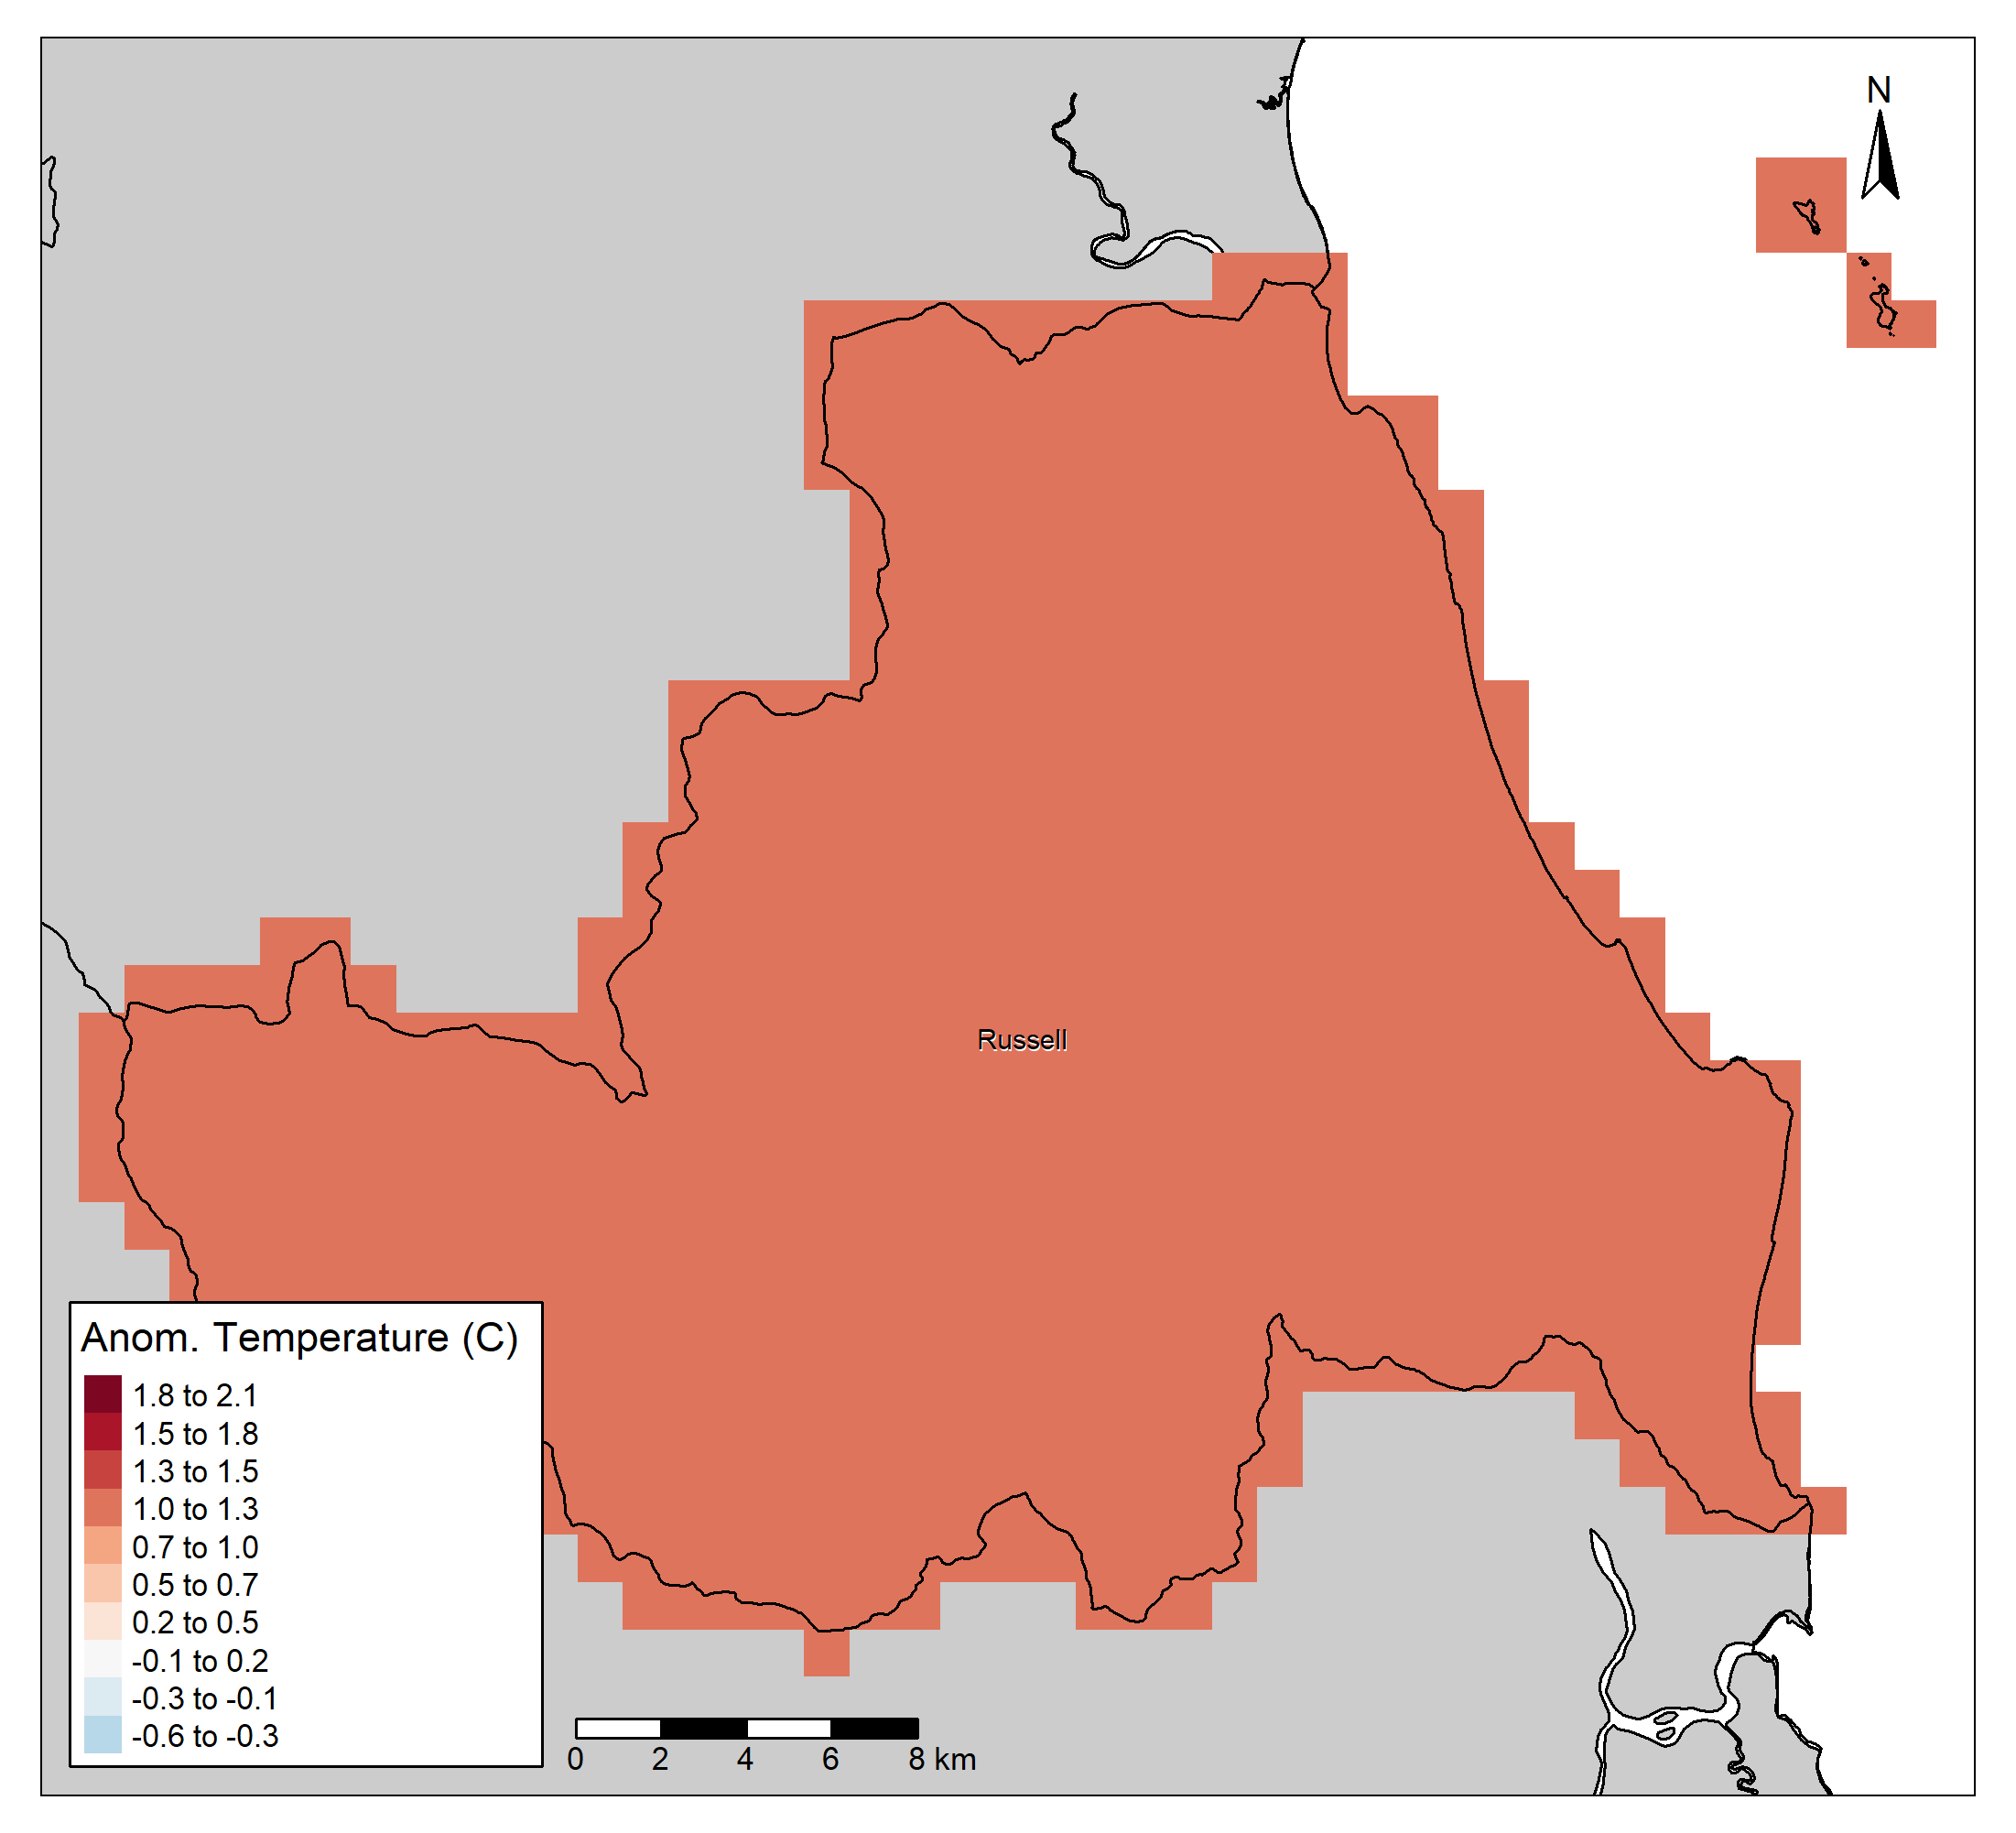 N
Russell
Anom. Temperature (C)
1.8 to 2.1
1.5 to 1.8
1.3 to 1.5
1.0 to 1.3
0.7 to 1.0
0.5 to 0.7
0.2 to 0.5
-0.1 to 0.2
-0.3 to -0.1
-0.6 to -0.3
0 2 4 6 8 km